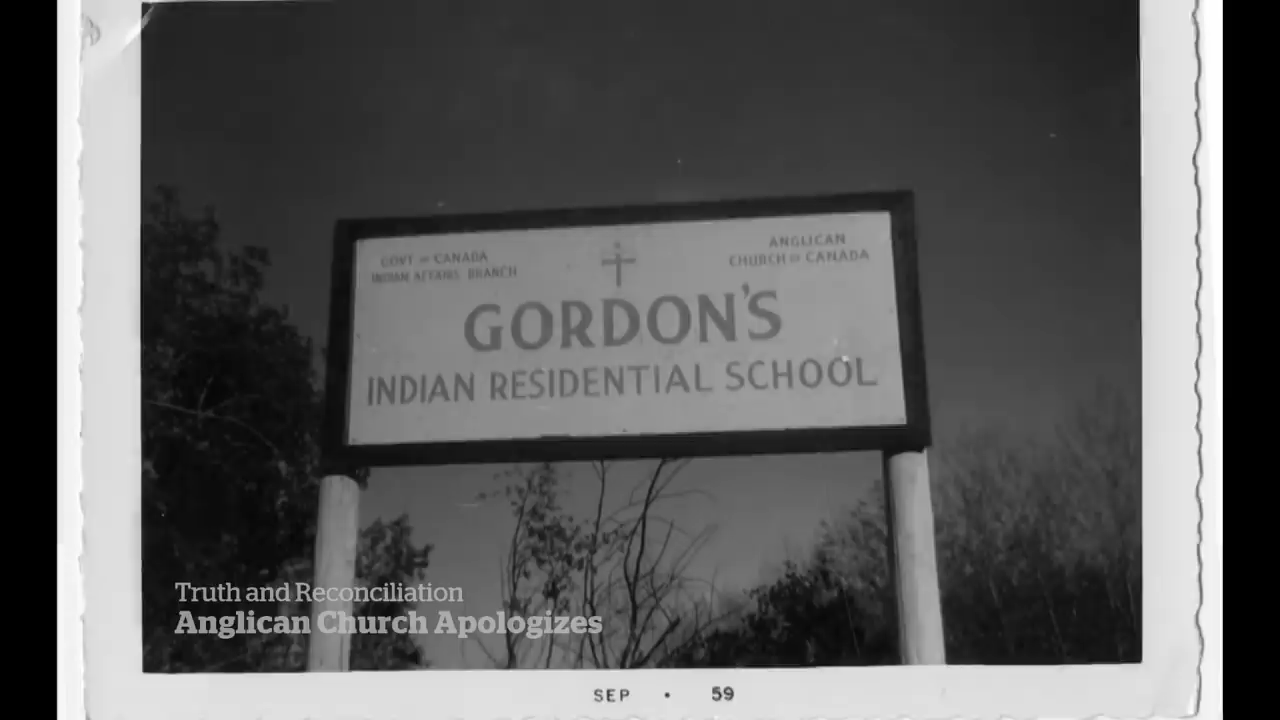 GOVT OF CANADA
INDIAN AFFAIRS BRANCH
ANGLICAN
CHURCH OF CANADA
GORDON'S
INDIAN RESIDENTIAL SCHOOL
Truth and Reconciliation
Anglican Church Apologizes
SEP • 59